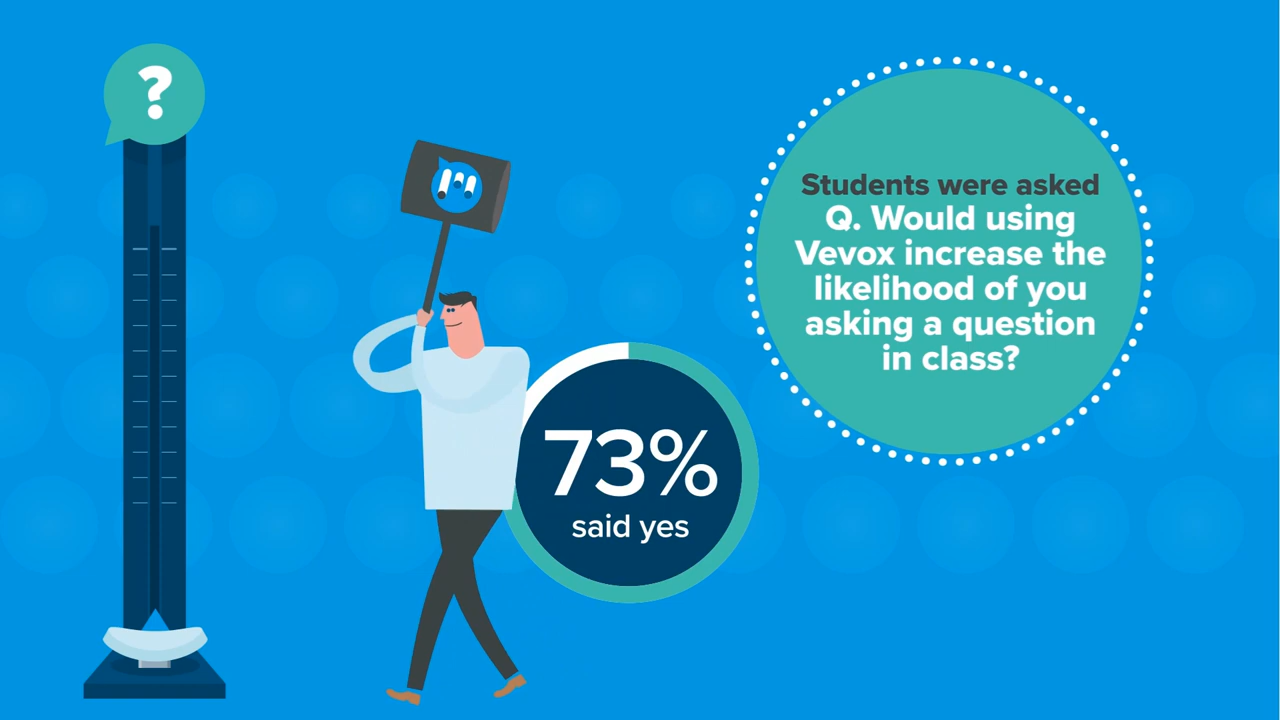 ?
Students were asked
Q. Would using
Vevox increase the
likelihood of you
asking a question
in class?
73%
said yes